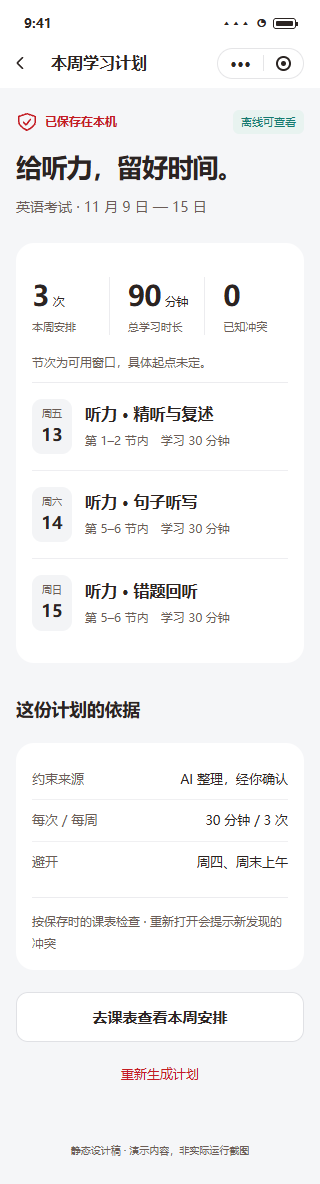 9:41
本周学习计划
已保存在本机
离线可查看
给听力，留好时间。
英语考试 · 11 月 9 日 — 15 日
3 次
90 分钟
0
本周安排
总学习时长
已知冲突
节次为可用窗口，具体起点未定。
周五
13
听力 • 精听与复述
第 1–2 节内 学习 30 分钟
周六
14
听力 • 句子听写
第 5–6 节内 学习 30 分钟
周日
15
听力 • 错题回听
第 5–6 节内 学习 30 分钟
这份计划的依据
约束来源
AI 整理，经你确认
每次 / 每周
30 分钟 / 3 次
避开
周四、周末上午
按保存时的课表检查 · 重新打开会提示新发现的
冲突
去课表查看本周安排
重新生成计划
静态设计稿 · 演示内容，非实际运行截图